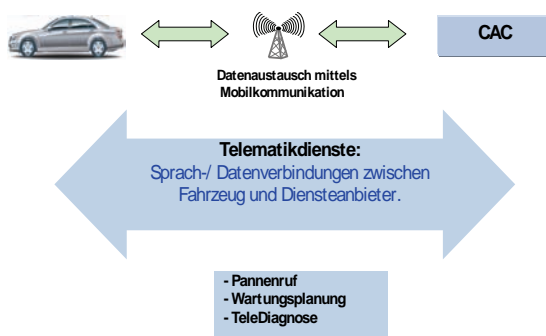 CAC
Datenaustausch mittels
Mobilkommunikation
Telematikdienste:
Sprach-/ Datenverbindungen zwischen
Fahrzeug und Diensteanbieter.
- Pannenruf
- Wartungsplanung
- TeleDiagnose